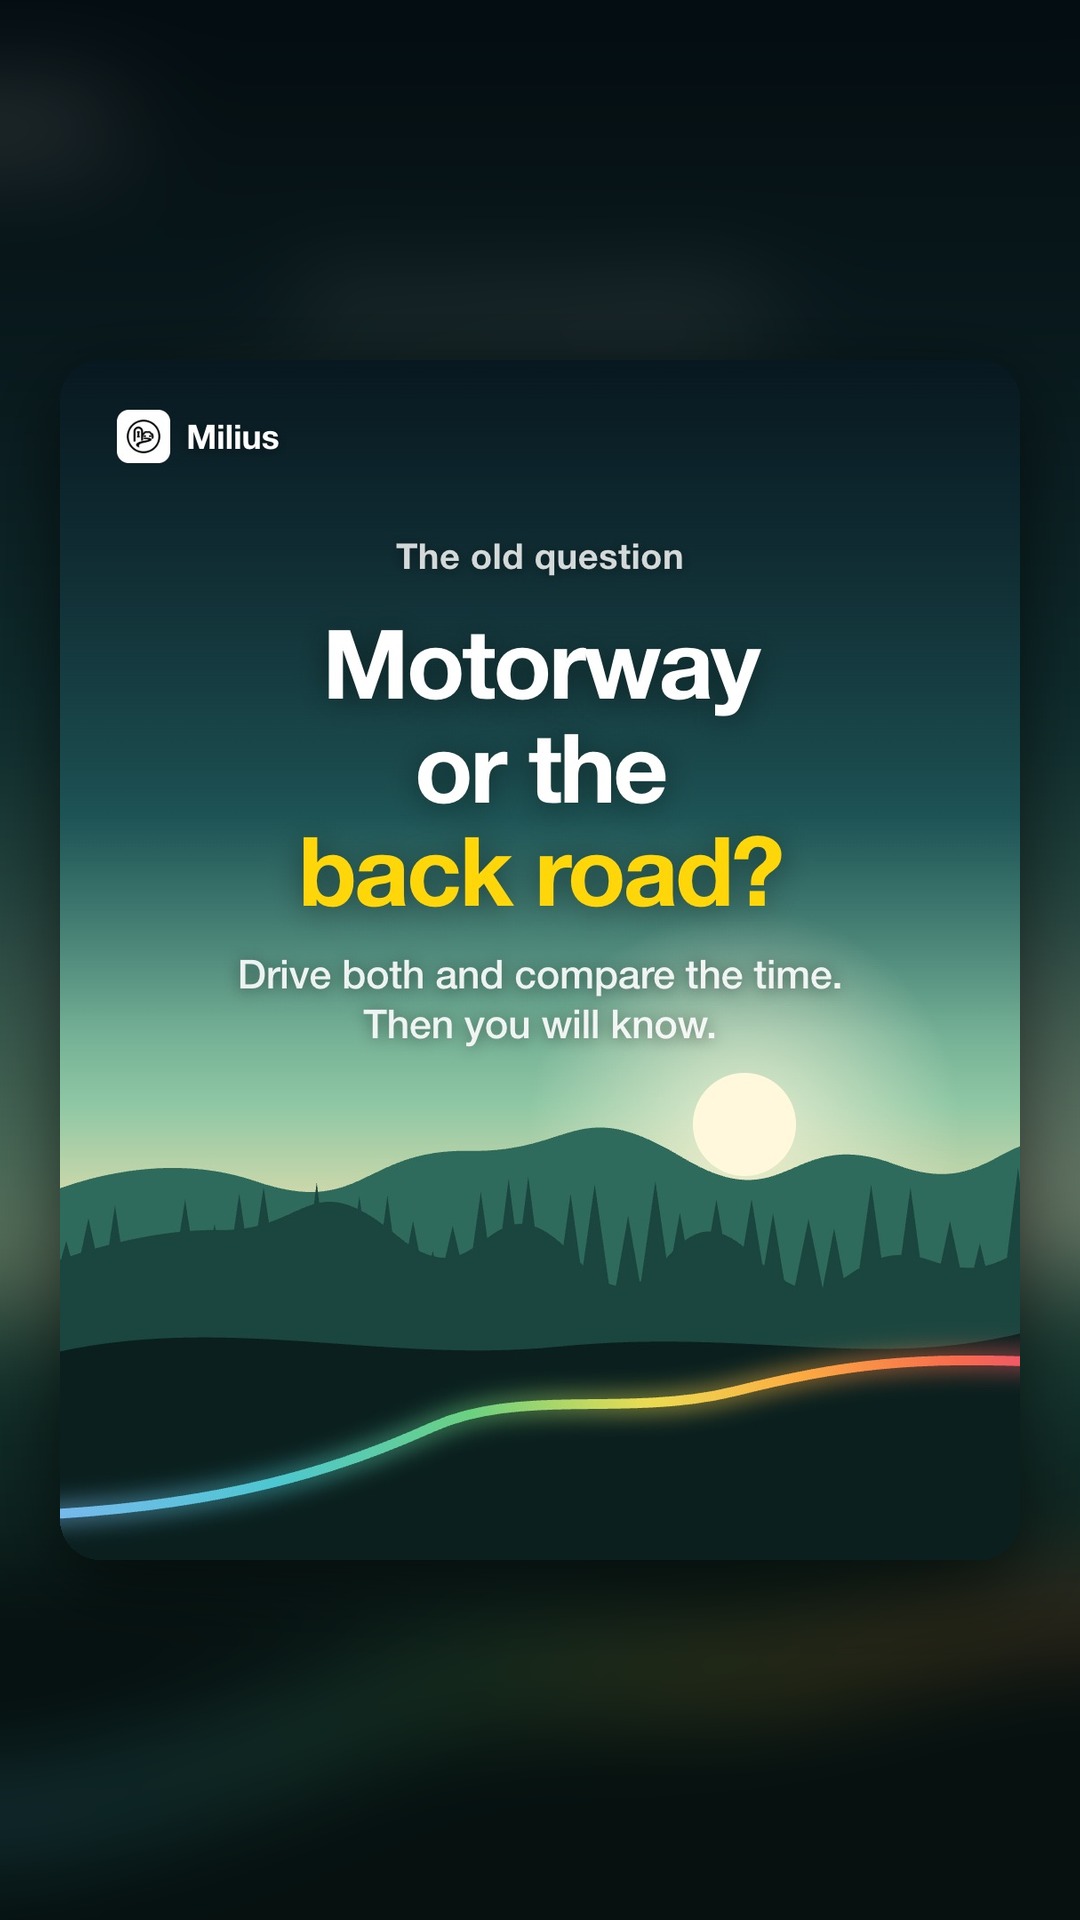 Milius
The old question
Motorway
or the
back road?
Drive both and compare the time.
Then you will know.